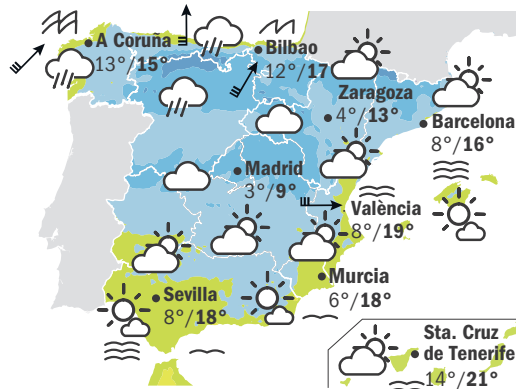 A Coruña
13°/15°
Bilbao
12°/17
Zaragoza
4°/13°
Barcelona
8°/16°
Madrid
3°/9°
València
8°/19°
Murcia
6°/18°
Sevilla
8°/18°
Sta. Cruz
de Tenerife
14°/21°